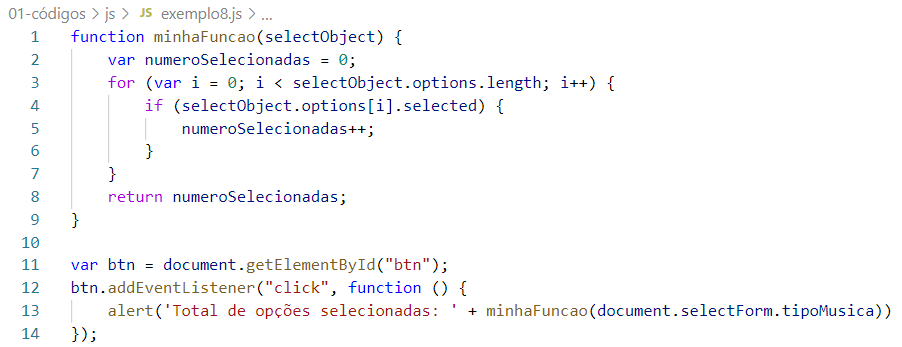 01-códigos > js > JS exemplo8.js > ...
1 function minhaFuncao(selectObject) {
2     var numeroSelecionadas = 0;
3     for (var i = 0; i < selectObject.options.length; i++) {
4         if (selectObject.options[i].selected) {
5             numeroSelecionadas++;
6         }
7     }
8     return numeroSelecionadas;
9 }
10
11 var btn = document.getElementById("btn");
12 btn.addEventListener("click", function () {
13     alert('Total de opções selecionadas: ' + minhaFuncao(document.selectForm.tipoMusica))
14 });